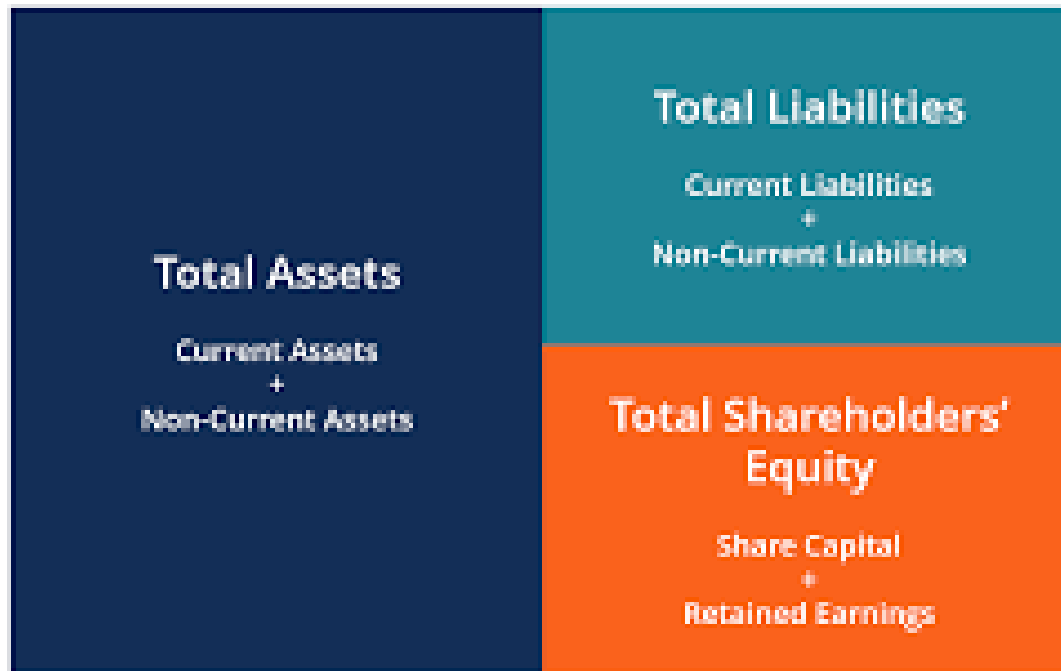 Total Assets
Current Assets
+
Non-Current Assets
Total Liabilities
Current Liabilities
+
Non-Current Liabilities
Total Shareholders'
Equity
Share Capital
+
Retained Earnings